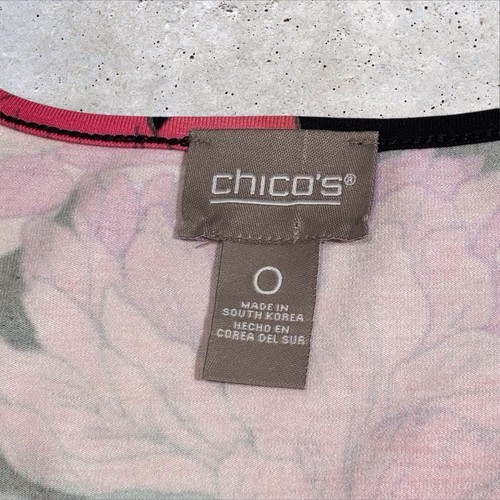 chico's®
0
MADE IN
SOUTH KOREA
HECHO EN
COREA DEL SUR